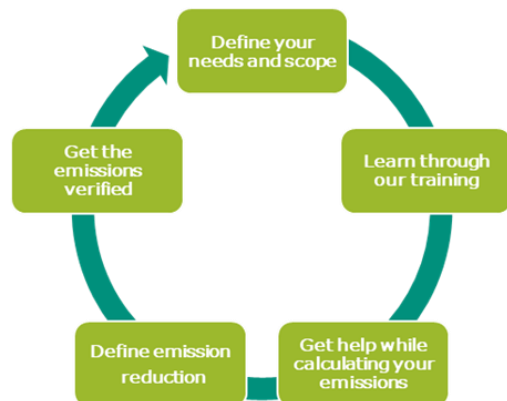 Define your
needs and scope
Learn through
our training
Get help while
calculating your
emissions
Define emission
reduction
Get the
emissions
verified